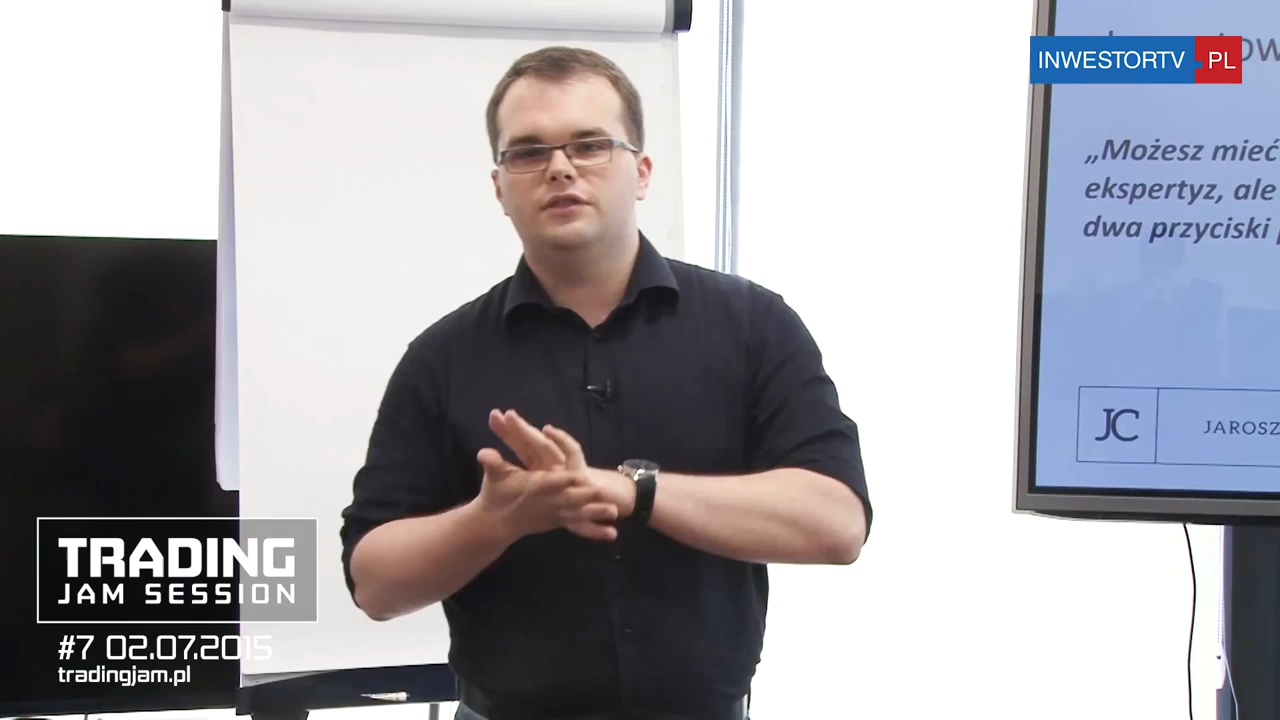 INWESTORTV.PL
„Możesz mieć
ekspertyz, ale
dwa przyciski
JC
JAROSZ
TRADING
JAM SESSION
#7 02.07.2015
tradingjam.pl